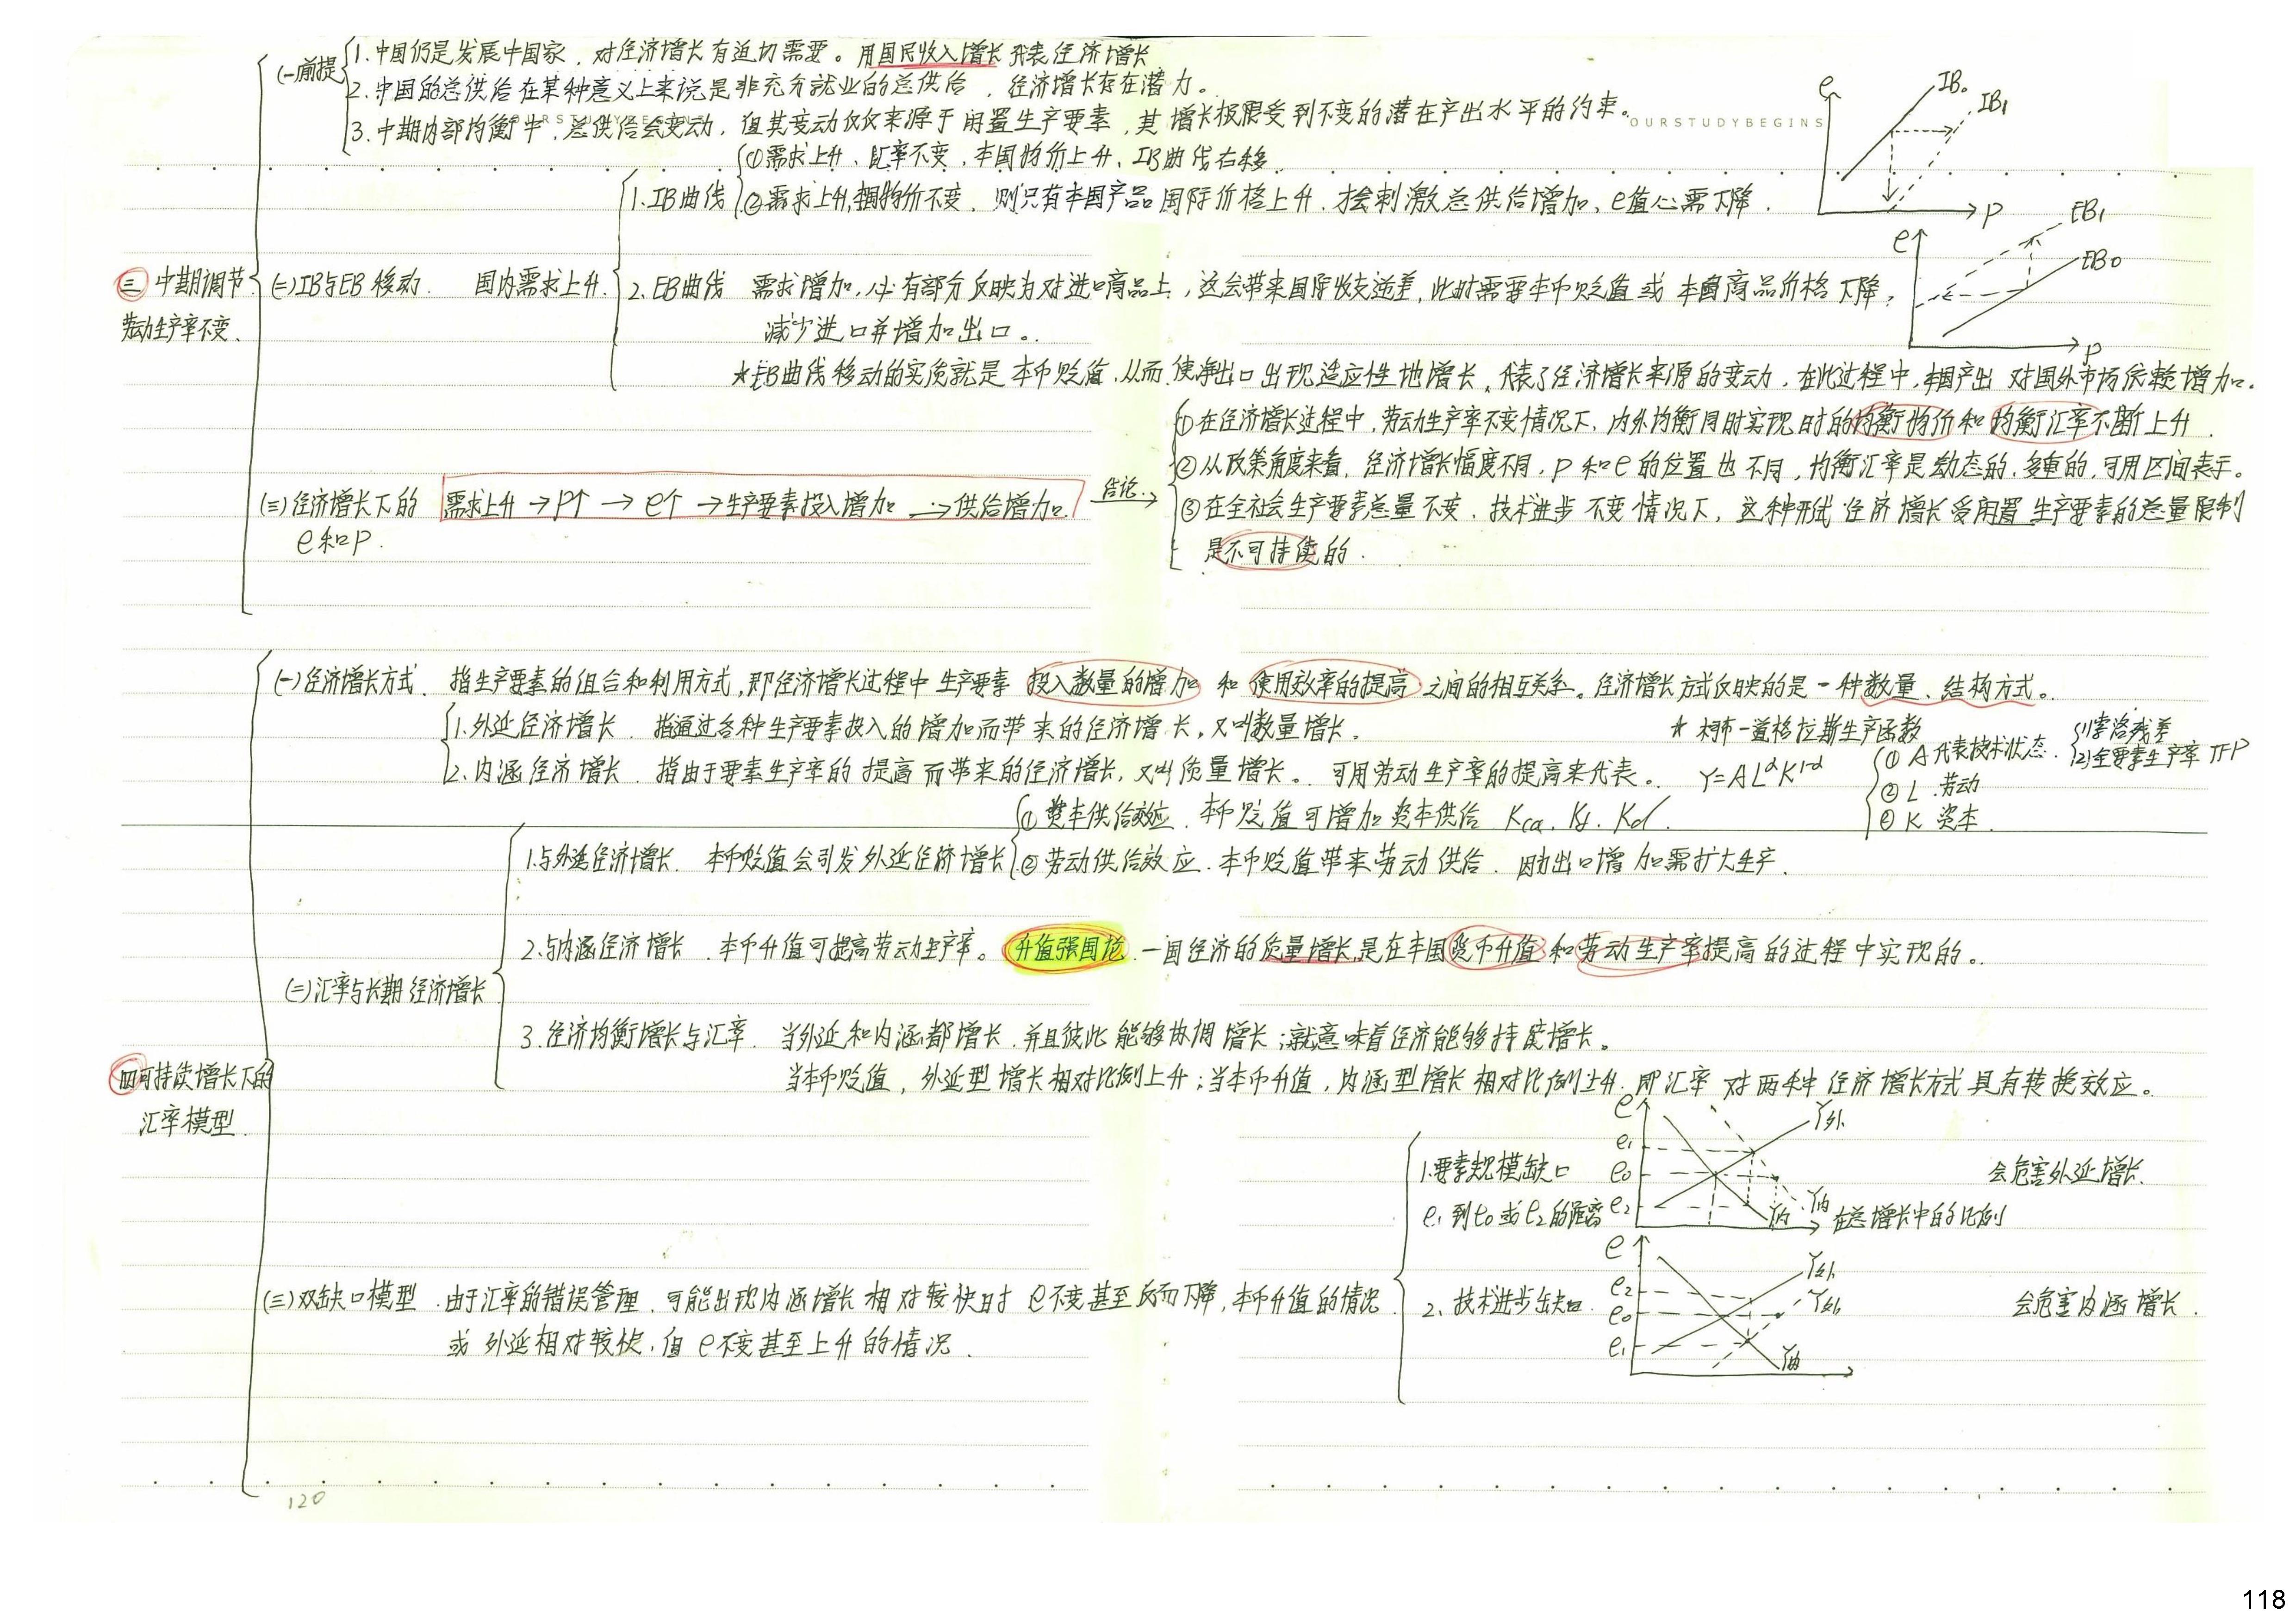 (一)前提
1. 中国仍是发展中国家，对经济增长有迫切需要。用国民收入增长代表经济增长
2. 中国的总供给在某种意义上来说是非充分就业的总供给，经济增长存在潜力。
3. 中期内部均衡中，总供给会变动，但其变动仅仅来源于闲置生产要素，其增长极限受到不变的潜在产出水平的约束。
OURSTUDYBEGINS
e
IB₀
IB₁
P
三 中期调节
劳动生产率不变.
(二)IB与EB移动. 国内需求上升.
1. IB曲线
①需求上升、汇率不变，本国物价上升、IB曲线右移.
②需求上升,本国物价不变，则只有本国产品国际价格上升，才会刺激总供给增加、e值必需下降.
2. EB曲线 需求增加,必有部分反映为对进口商品上，这会带来国际收支逆差,此时需要本币贬值或本国商品价格下降，
减少进口并增加出口。
e
EB₁
EB₀
P
★EB曲线移动的实质就是本币贬值,从而使净出口出现适应性地增长,代表了经济增长来源的变动，在此过程中,本国产出对国外市场依赖增加.
(三)经济增长下的
e和P.
需求上升→P↑→e↑→生产要素投入增加→供给增加.
结论
①在经济增长过程中,劳动生产率不变情况下，内外均衡同时实现时的均衡物价和均衡汇率不断上升.
②从政策角度来看，经济增长幅度不同，P和e的位置也不同，均衡汇率是动态的、多重的,可用区间表示。
③在全社会生产要素总量不变、技术进步不变情况下，这种形式经济增长受闲置生产要素的总量限制
是不可持续的.
四 可持续增长下的
汇率模型.
(一)经济增长方式. 指生产要素的组合和利用方式,即经济增长过程中生产要素投入数量的增加和使用效率的提高之间的相互关系。经济增长方式反映的是一种数量、结构方式。
1. 外延经济增长. 指通过各种生产要素投入的增加而带来的经济增长,又叫数量增长.
2. 内涵经济增长. 指由于要素生产率的提高而带来的经济增长,又叫质量增长。可用劳动生产率的提高来代表。
★ 柯布-道格拉斯生产函数
Y=AL^αK^1-α
① A 代表技术状态.
(1)索洛残差
(2)全要素生产率 TFP
② L 劳动
③ K 资本.
(二)汇率与长期经济增长
1.与外延经济增长. 本币贬值会引发外延经济增长
① 资本供给效应. 本币贬值可增加资本供给 Kca. Kf. Kd.
② 劳动供给效应. 本币贬值带来劳动供给. 因为出口增加需扩大生产.
2.与内涵经济增长. 本币升值可提高劳动生产率。升值强国论. 一国经济的质量增长是在本国货币升值和劳动生产率提高的过程中实现的。
3. 经济均衡增长与汇率. 当外延和内涵都增长.并且彼此能够协调增长;就意味着经济能够持续增长。
当本币贬值，外延型增长相对比例上升;当本币升值，内涵型增长相对比例上升.即汇率对两种经济增长方式具有转换效应。
(三)双缺口模型. 由于汇率的错误管理，可能出现内涵增长相对较快时 e不变甚至反而下降,本币升值的情况
或外延相对较快,但e不变甚至上升的情况.
1.要素规模缺口
e₁到e₀或e₂的距离
e
e₁
e₀
e₂
Y外
Y内
Y内
在总增长中的比例
会危害外延增长.
2、技术进步缺口.
e
e₂
e₀
e₁
Y外
Y外
Y内
会危害内涵增长.
120
118